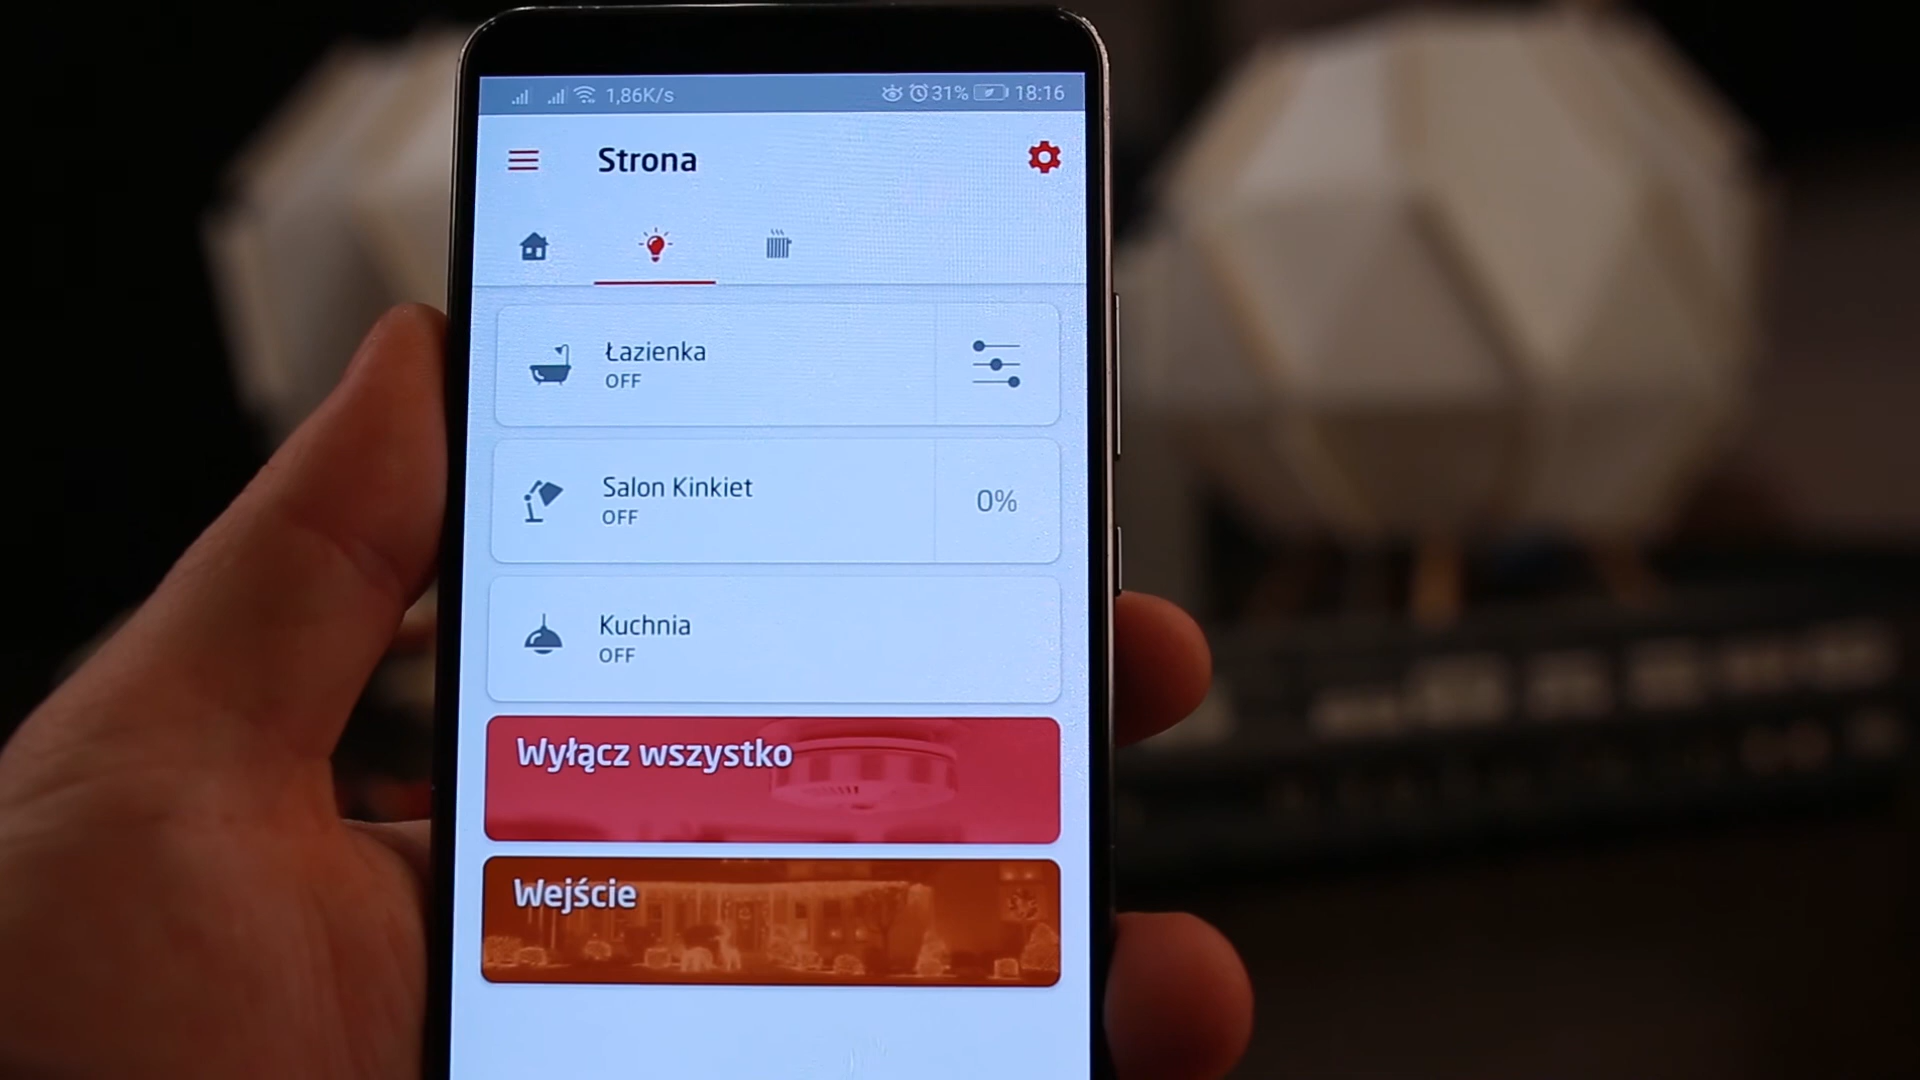 1,86K/s 31% 18:16
Strona
Łazienka
OFF
Salon Kinkiet
OFF
0%
Kuchnia
OFF
Wyłącz wszystko
Wejście